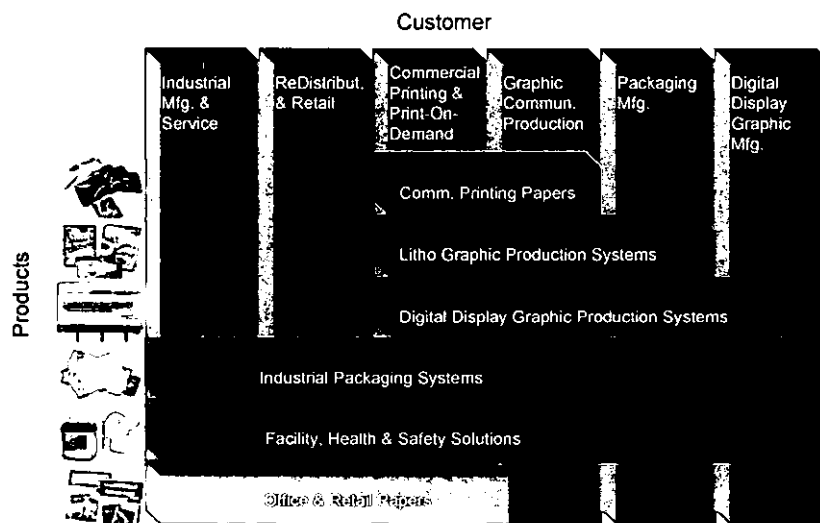 Customer
Industrial
Mfg. &
Service
ReDistribut.
& Retail
Commercial
Printing &
Print-On-
Demand
Graphic
Commun.
Production
Packaging
Mfg.
Digital
Display
Graphic
Mfg.
Products
Comm. Printing Papers
Litho Graphic Production Systems
Digital Display Graphic Production Systems
Industrial Packaging Systems
Facility, Health & Safety Solutions
Office & Retail Papers